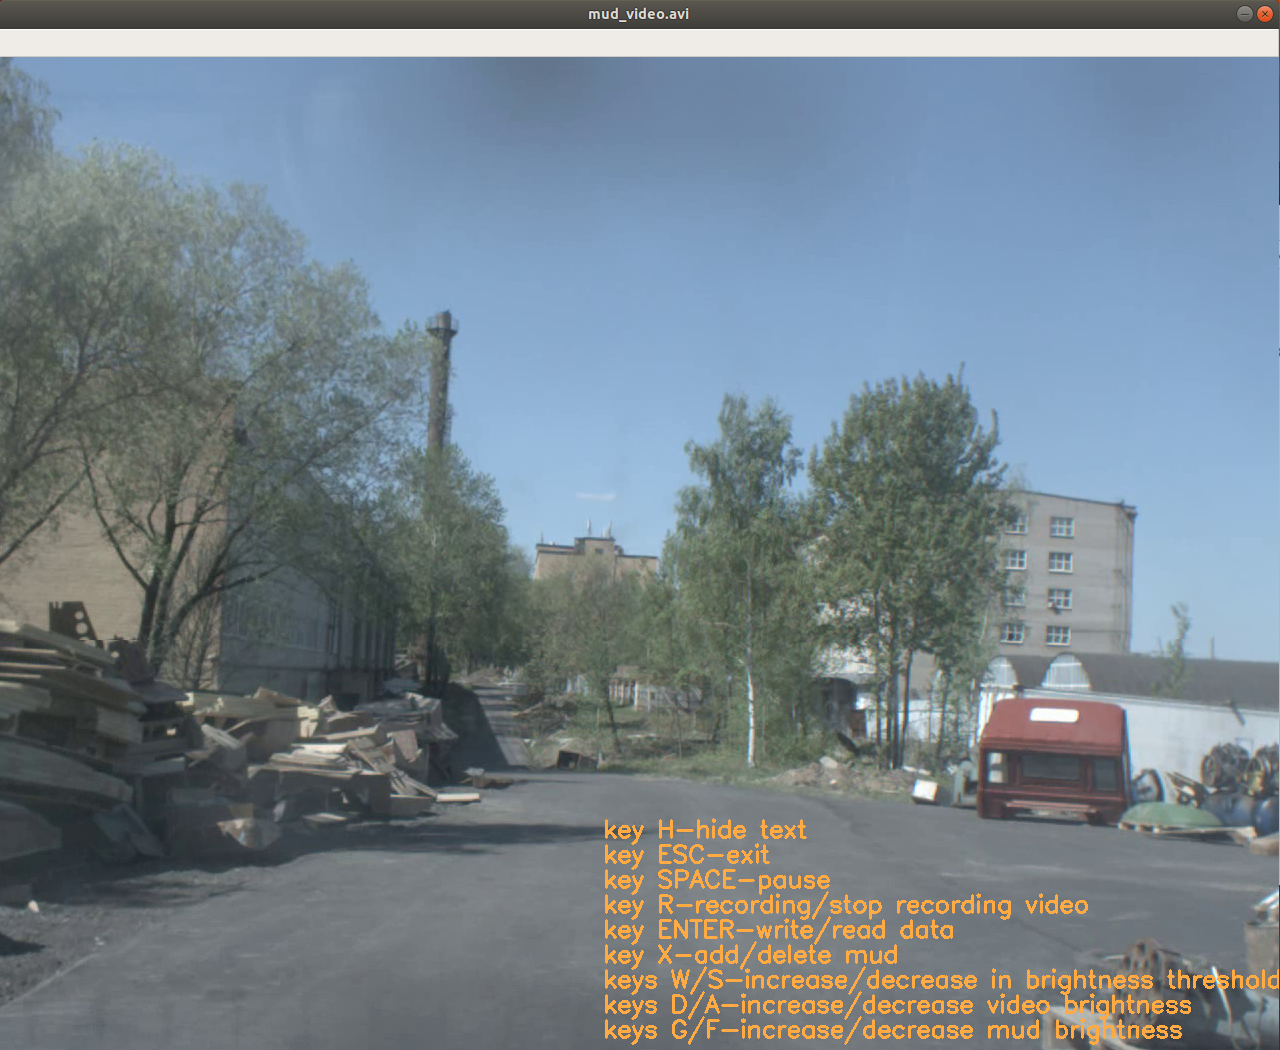 mud_video.avi
key H-hide text
key ESC-exit
key SPACE-pause
key R-recording/stop recording video
key ENTER-write/read data
key X-add/delete mud
keys W/S-increase/decrease in brightness threshold
keys D/A-increase/decrease video brightness
keys G/F-increase/decrease mud brightness